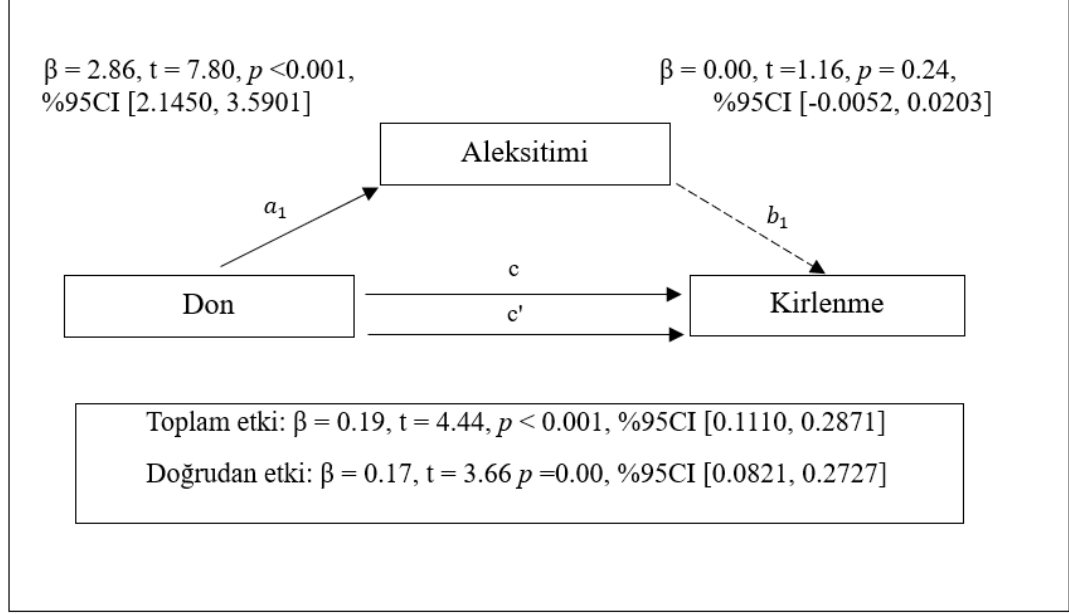 β = 2.86, t = 7.80, p <0.001,
%95CI [2.1450, 3.5901]
β = 0.00, t =1.16, p = 0.24,
%95CI [-0.0052, 0.0203]
Aleksitimi
a₁
b₁
c
Don
Kirlenme
c'
Toplam etki: β = 0.19, t = 4.44, p < 0.001, %95CI [0.1110, 0.2871]
Doğrudan etki: β = 0.17, t = 3.66 p =0.00, %95CI [0.0821, 0.2727]